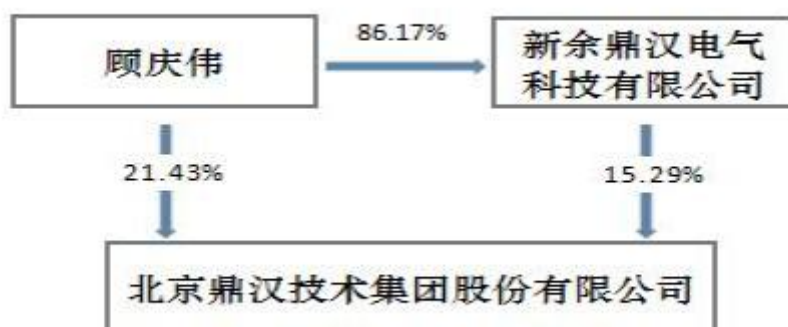 86.17%
顾庆伟
新余鼎汉电气
科技有限公司
21.43%
15.29%
北京鼎汉技术集团股份有限公司